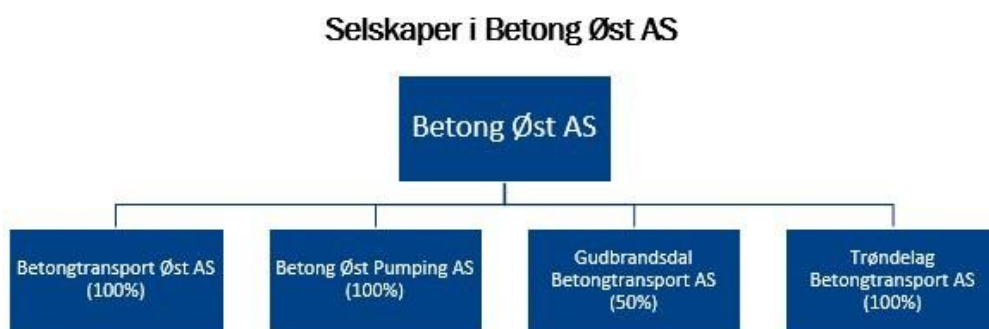 Selskaper i Betong Øst AS
Betong Øst AS
Betongtransport Øst AS
(100%)
Betong Øst Pumping AS
(100%)
Gudbrandsdal
Betongtransport AS
(50%)
Trøndelag
Betongtransport AS
(100%)